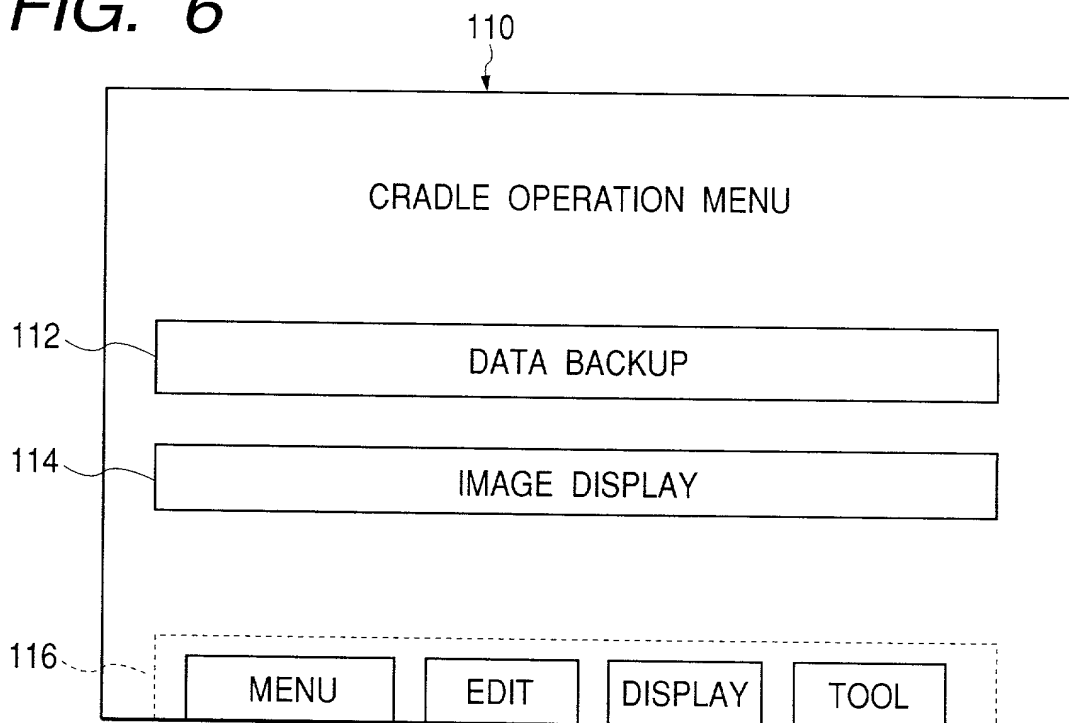 FIG. 6
110
CRADLE OPERATION MENU
112
DATA BACKUP
114
IMAGE DISPLAY
116
MENU EDIT DISPLAY TOOL